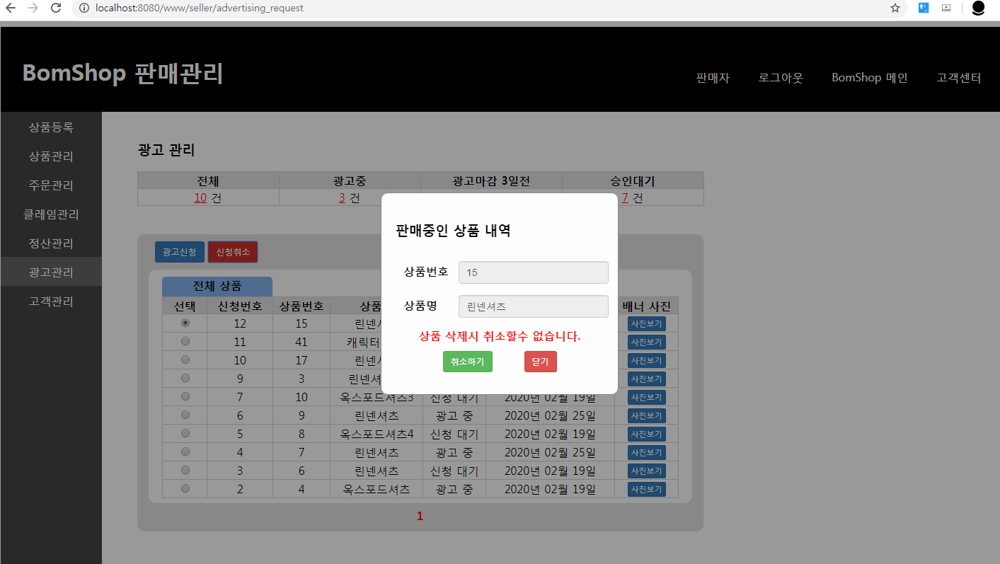 localhost:8080/www/seller/advertising_request
BomShop 판매관리
판매자 로그아웃 BomShop 메인 고객센터
상품등록
상품관리
주문관리
클레임관리
정산관리
광고관리
고객관리
광고 관리
전체 광고중 광고마감 3일전 승인대기
10 건 3 건 7 건
광고신청 신청취소
전체 상품
선택 신청번호 상품번호 상품 배너 사진
12 15 린넨 사진보기
11 41 캐릭터 사진보기
10 17 린넨 사진보기
9 3 린넨셔 사진보기
7 10 옥스포드셔츠3 신청 대기 2020년 02월 19일 사진보기
6 9 린넨셔츠 광고 중 2020년 02월 25일 사진보기
5 8 옥스포드셔츠4 신청 대기 2020년 02월 19일 사진보기
4 7 린넨셔츠 광고 중 2020년 02월 25일 사진보기
3 6 린넨셔츠 신청 대기 2020년 02월 19일 사진보기
2 4 옥스포드셔츠 광고 중 2020년 02월 19일 사진보기
1
판매중인 상품 내역
상품번호 15
상품명 린넨셔츠
상품 삭제시 취소할수 없습니다.
취소하기 닫기